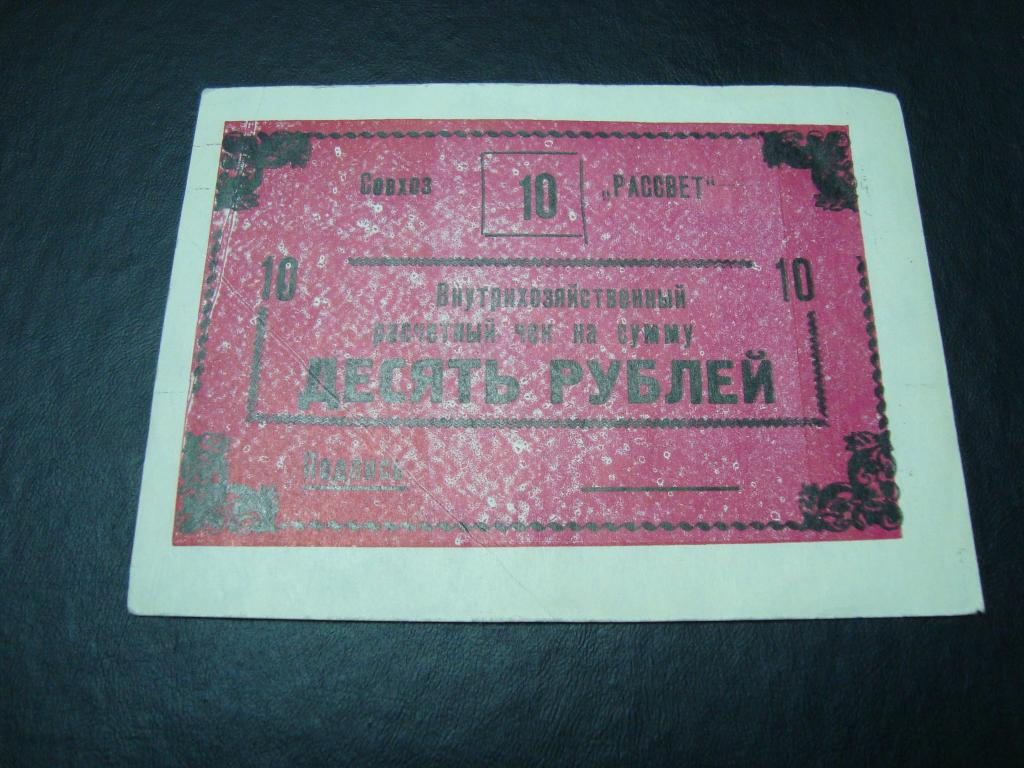 Совхоз 10 „РАССВЕТ“
10 10
Внутрихозяйственный
расчетный чек на сумму
ДЕСЯТЬ РУБЛЕЙ
Подпись